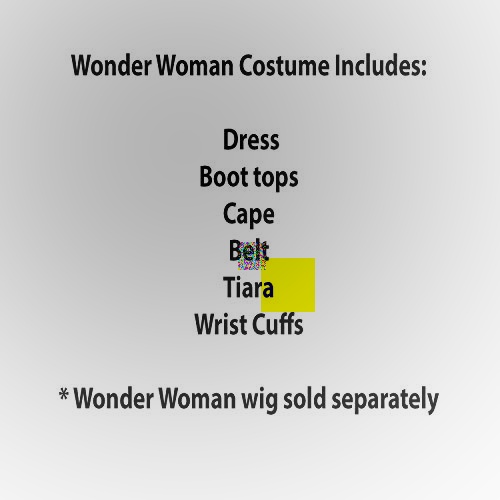 Wonder Woman Costume Includes:
Dress
Boot tops
Cape
Belt
Tiara
Wrist Cuffs
* Wonder Woman wig sold separately